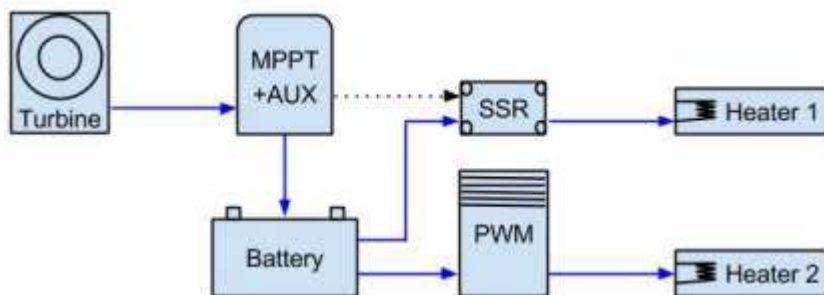 Turbine
MPPT
+AUX
SSR
Heater 1
Battery
PWM
Heater 2